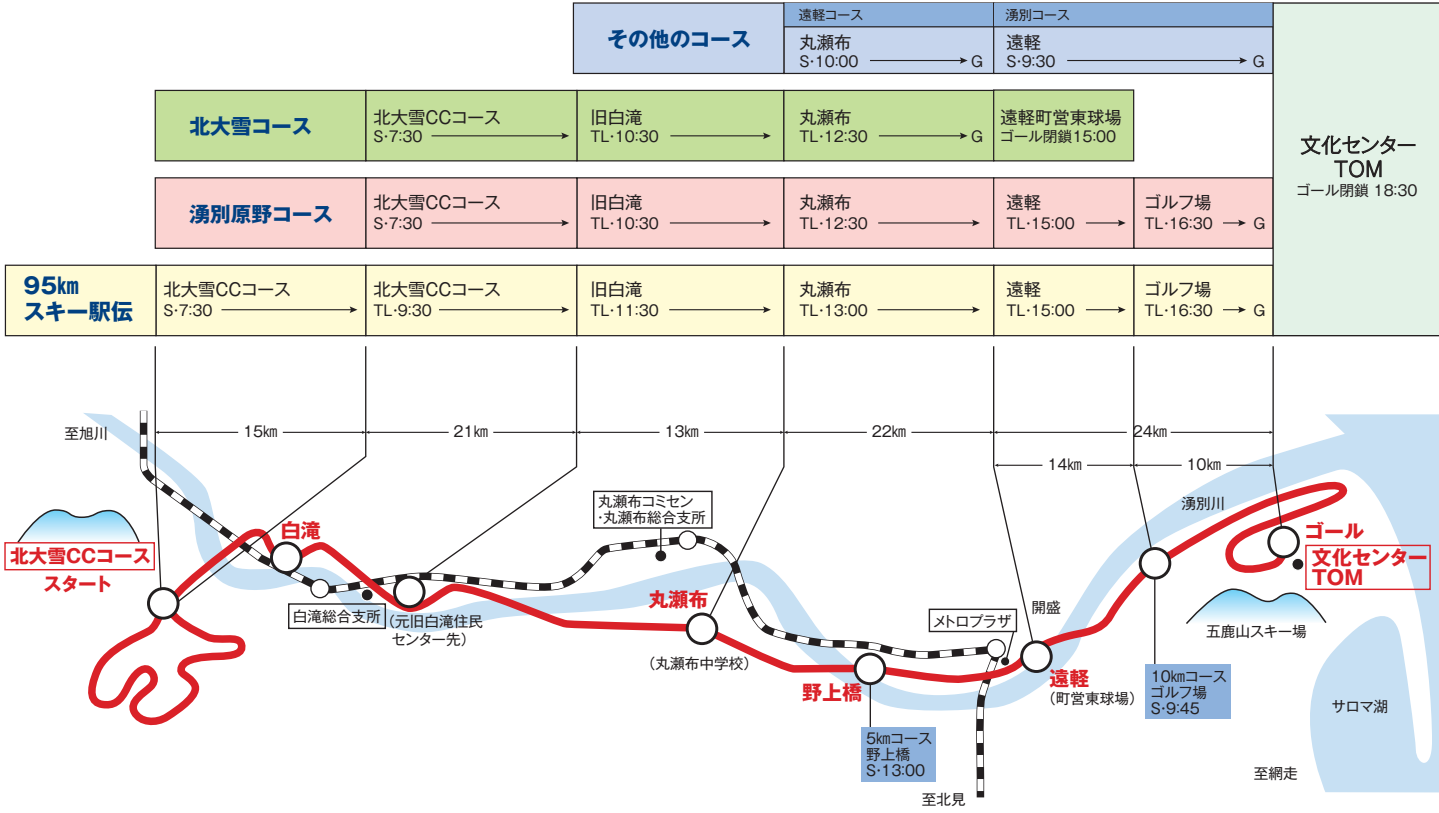 その他のコース
遠軽コース
湧別コース
丸瀬布
S・10:00 → G
遠軽
S・9:30 → G
北大雪コース
北大雪CCコース
S・7:30 →
旧白滝
TL・10:30 →
丸瀬布
TL・12:30 → G
遠軽町営東球場
ゴール閉鎖15:00
湧別原野コース
北大雪CCコース
S・7:30 →
旧白滝
TL・10:30 →
丸瀬布
TL・12:30 →
遠軽
TL・15:00 →
ゴルフ場
TL・16:30 → G
95㎞
スキー駅伝
北大雪CCコース
S・7:30 →
北大雪CCコース
TL・9:30 →
旧白滝
TL・11:30 →
丸瀬布
TL・13:00 →
遠軽
TL・15:00 →
ゴルフ場
TL・16:30 → G
文化センター
TOM
ゴール閉鎖 18:30
15㎞
21㎞
13㎞
22㎞
24㎞
14㎞
10㎞
至旭川
北大雪CCコース
スタート
白滝
白滝総合支所
(元旧白滝住民
センター先)
丸瀬布コミセン
・丸瀬布総合支所
丸瀬布
(丸瀬布中学校)
野上橋
5㎞コース
野上橋
S・13:00
メトロプラザ
開盛
遠軽
(町営東球場)
至北見
湧別川
10㎞コース
ゴルフ場
S・9:45
ゴール
文化センター
TOM
五鹿山スキー場
サロマ湖
至網走